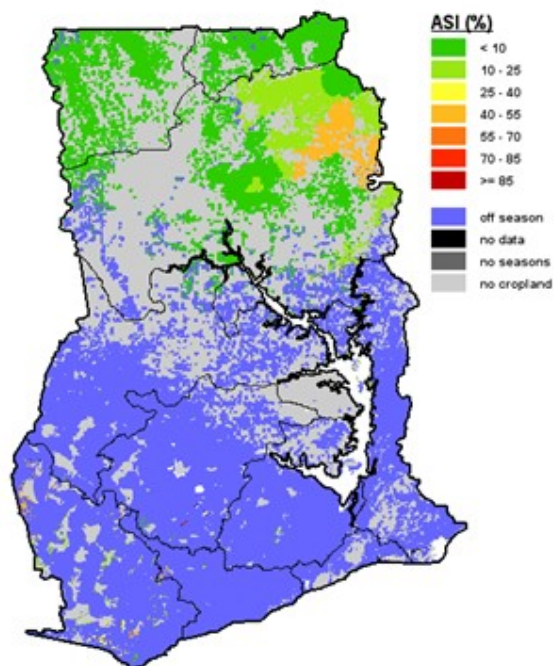 ASI (%)
< 10
10 - 25
25 - 40
40 - 55
55 - 70
70 - 85
>= 85
off season
no data
no seasons
no cropland